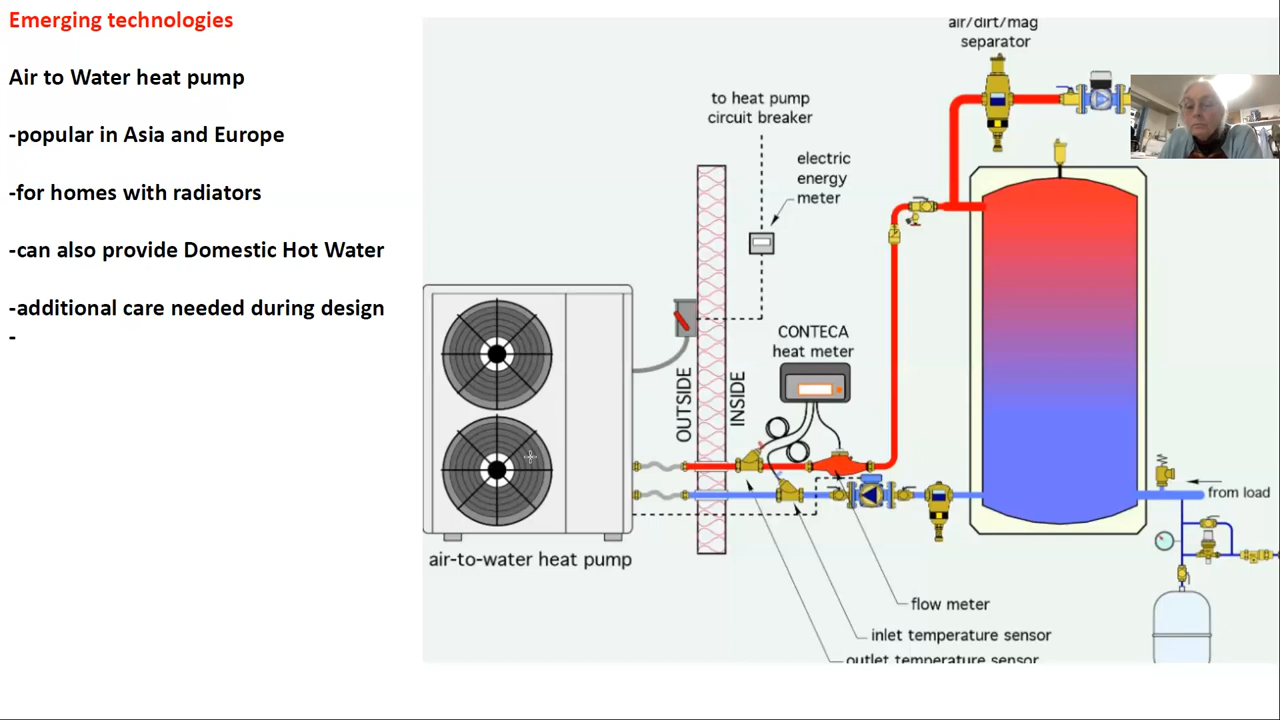 Emerging technologies
Air to Water heat pump
-popular in Asia and Europe
-for homes with radiators
-can also provide Domestic Hot Water
-additional care needed during design
-
air/dirt/mag
separator
to heat pump
circuit breaker
electric
energy
meter
CONTECA
heat meter
OUTSIDE
INSIDE
from load
air-to-water heat pump
flow meter
inlet temperature sensor
outlet temperature sensor